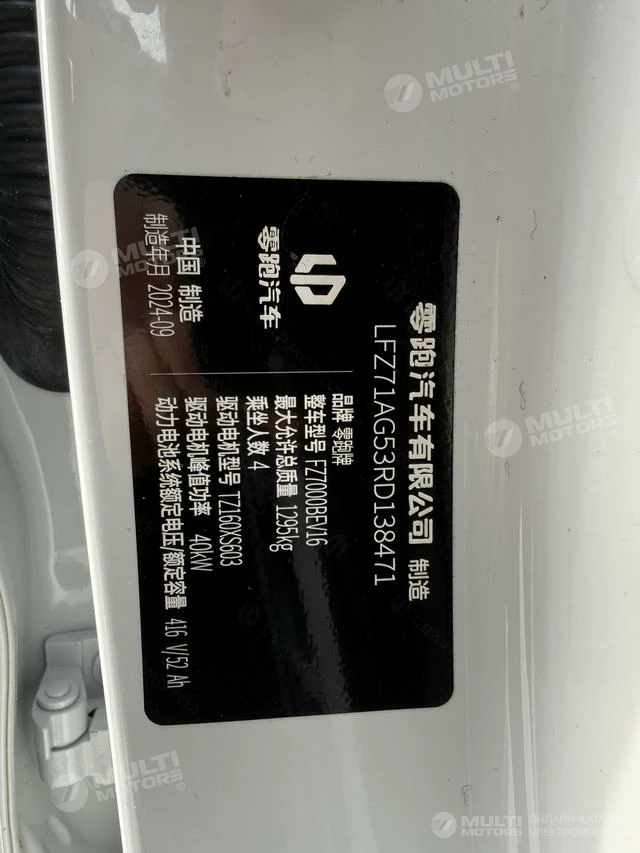 零跑汽车有限公司 制造
LFZ71AG53RD138471
品牌 零跑牌
整车型号 FZ7000BEV16
最大允许总质量 1295kg
乘坐人数 4
驱动电机型号 TZ160XS603
驱动电机峰值功率 40kW
动力电池系统额定电压/额定容量 416 V/52 Ah
零跑汽车
中国 制造
制造年月 2024-09
MULTI MOTORS®
MULTI MOTORS®
MULTI MOTORS®
MULTI MOTORS®
MULTI MOTORS
ОНЛАЙН-КАТАЛОГ
ЭЛЕКТРОМОБИЛЕЙ